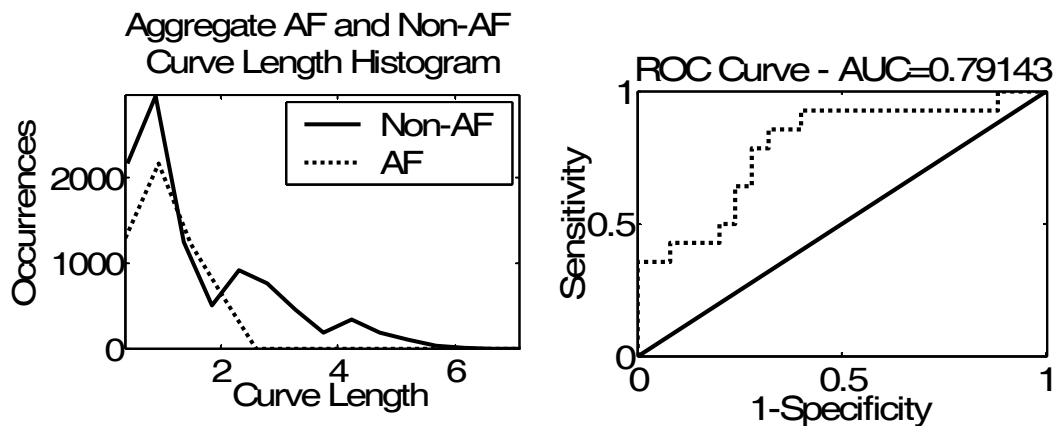 Aggregate AF and Non-AF
Curve Length Histogram
Non-AF
AF
Occurrences
2000
1000
0
2
4
6
Curve Length
ROC Curve - AUC=0.79143
Sensitivity
1
0.5
0
0
0.5
1
1-Specificity